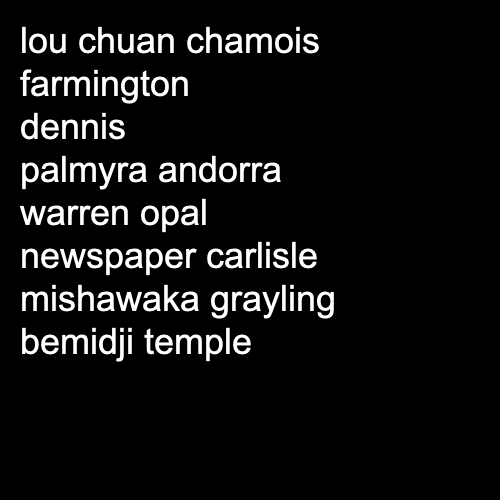 lou chuan chamois
farmington
dennis
palmyra andorra
warren opal
newspaper carlisle
mishawaka grayling
bemidji temple